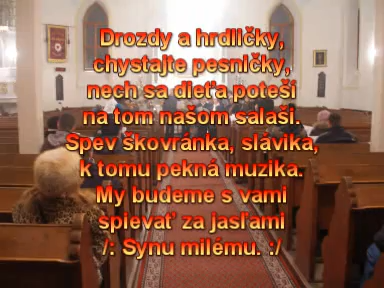 Drozdy a hrdličky,
chystajte pesničky,
nech sa dieťa poteší
na tom našom salaši.
Spev škovránka, slávika,
k tomu pekná muzika.
My budeme s vami
spievať za jasľami
/: Synu milému. :/